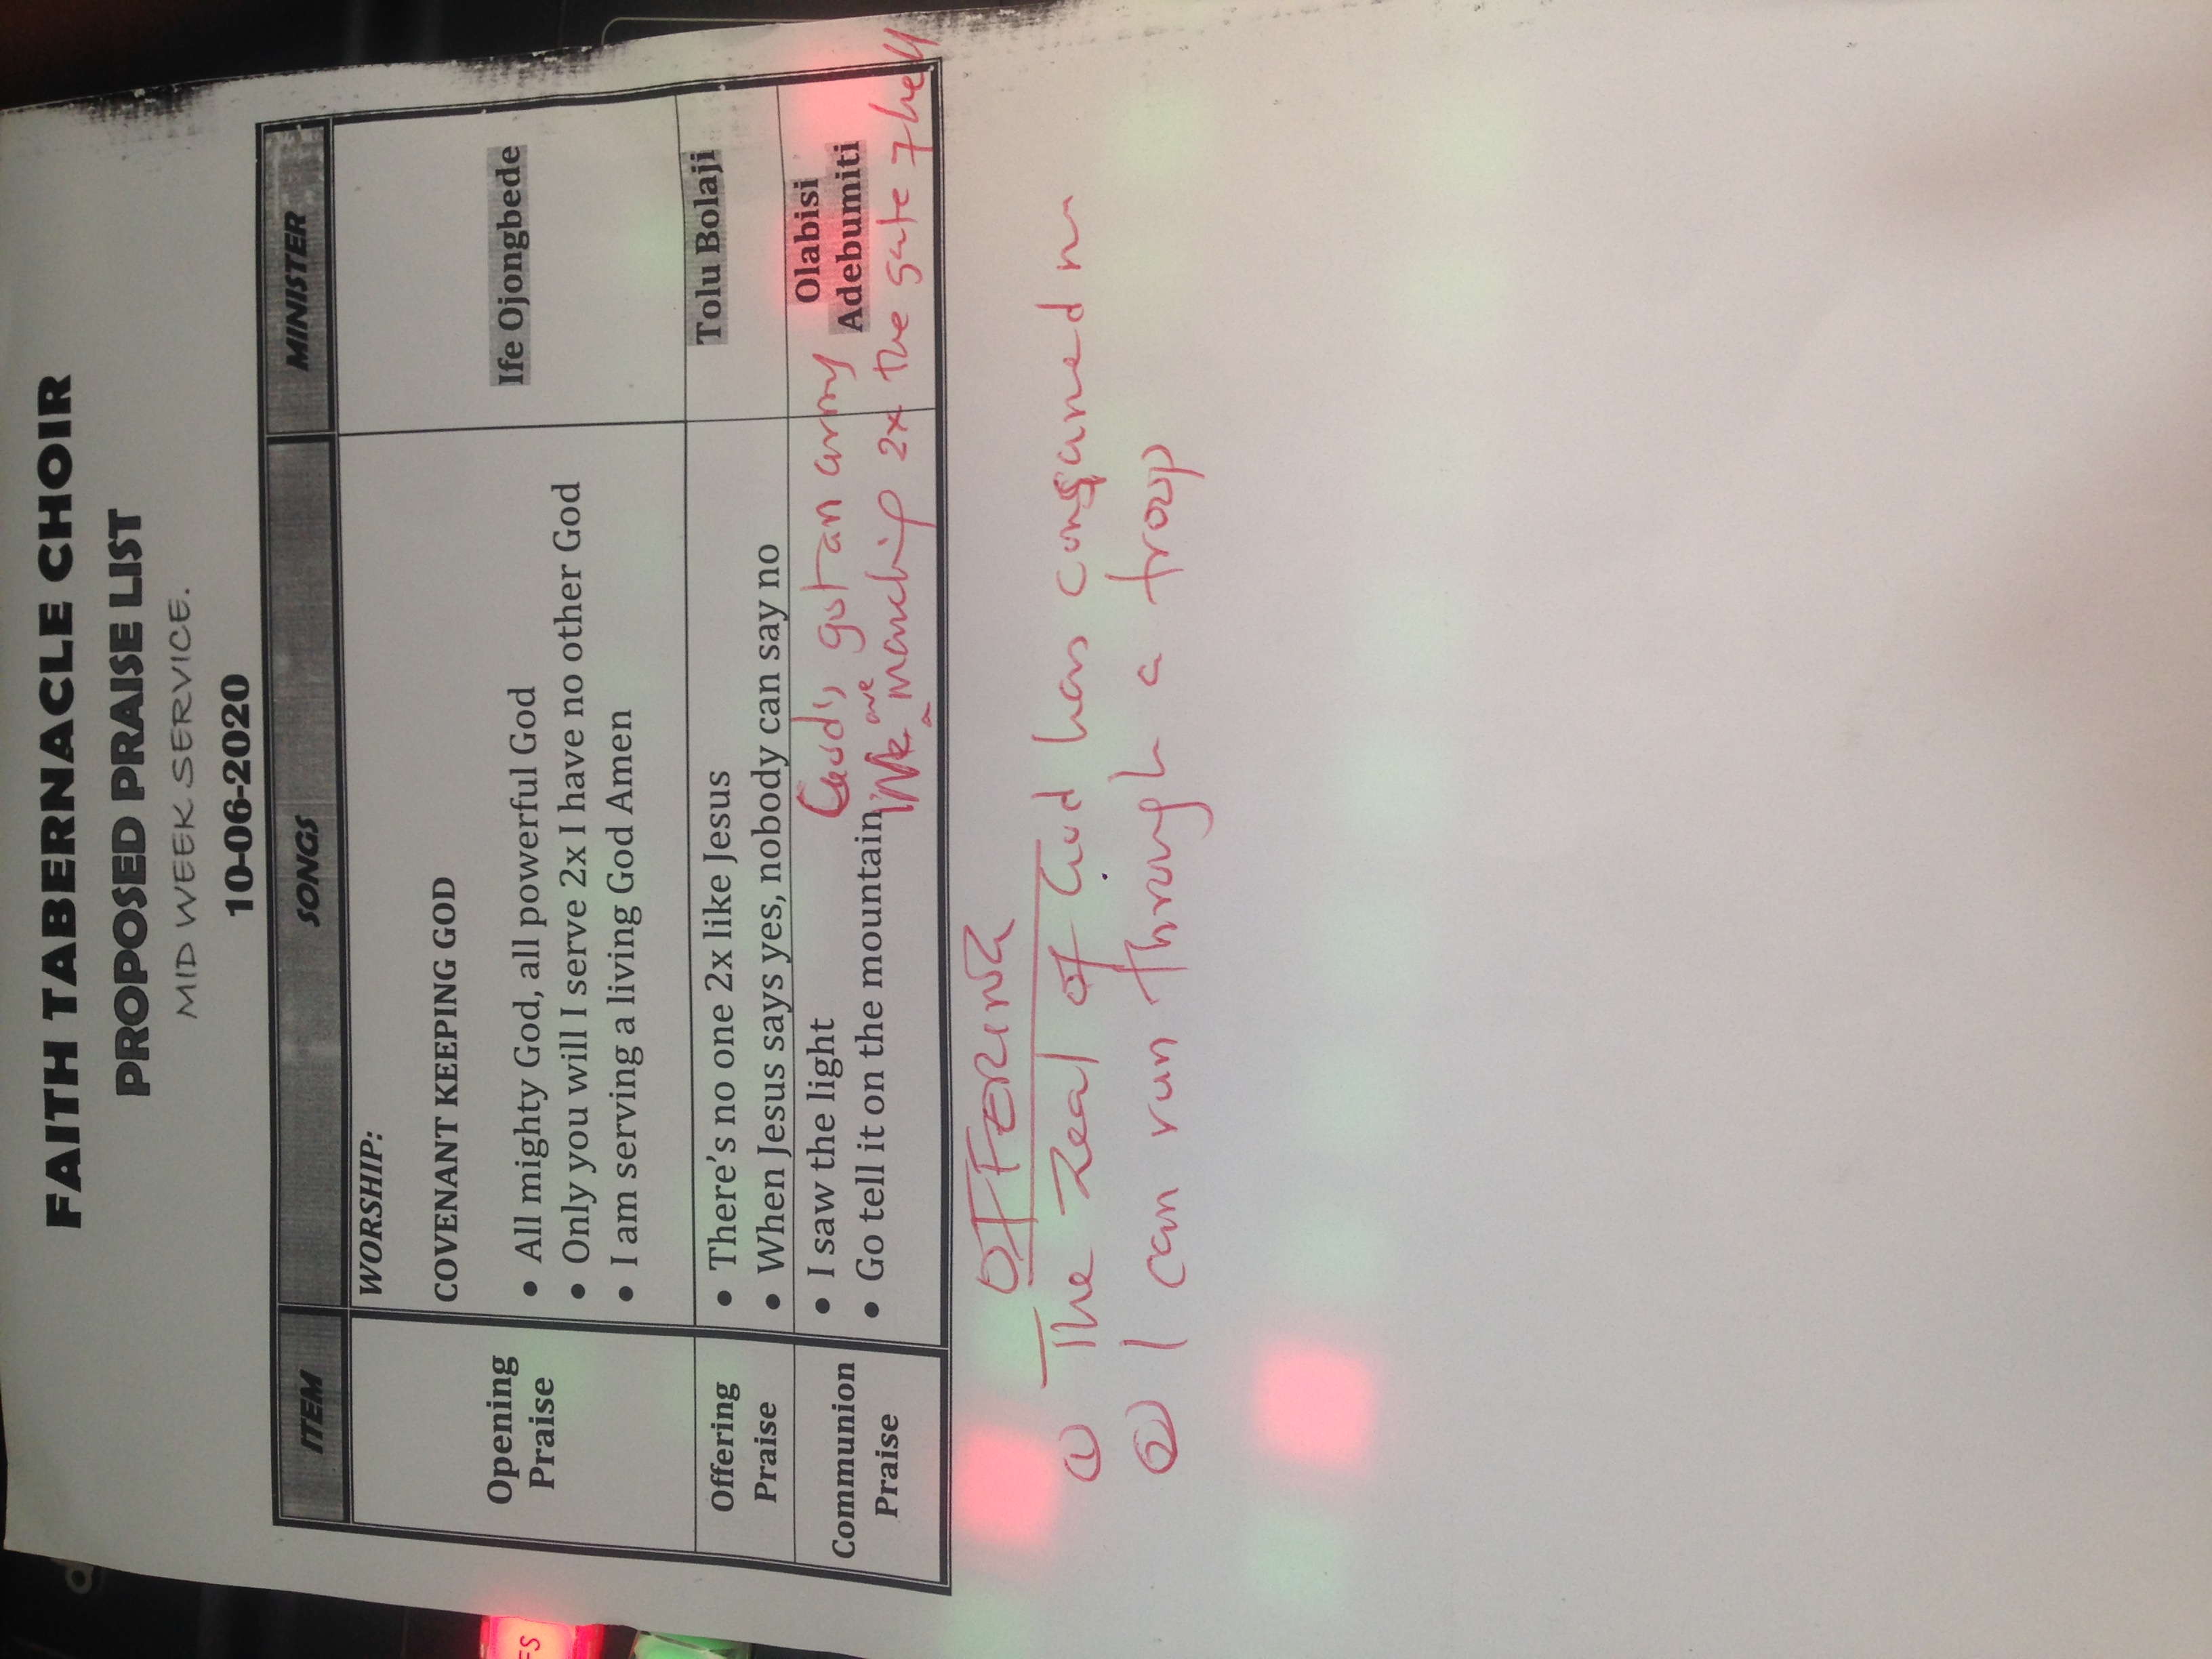 FAITH TABERNACLE CHOIR
PROPOSED PRAISE LIST
MID WEEK SERVICE.
10-06-2020
ITEM SONGS MINISTER
WORSHIP:
COVENANT KEEPING GOD
Opening
Praise
• All mighty God, all powerful God
• Only you will I serve 2x I have no other God
• I am serving a living God Amen
Ife Ojongbede
Offering
Praise
• There's no one 2x like Jesus
• When Jesus says yes, nobody can say no
Tolu Bolaji
Communion
Praise
• I saw the light
• Go tell it on the mountain
God's got an army
We are marching 2x the gate of hell
Olabisi
Adebumiti
OFFERING
① The zeal of God has consumed
② I can run through a troop
FS